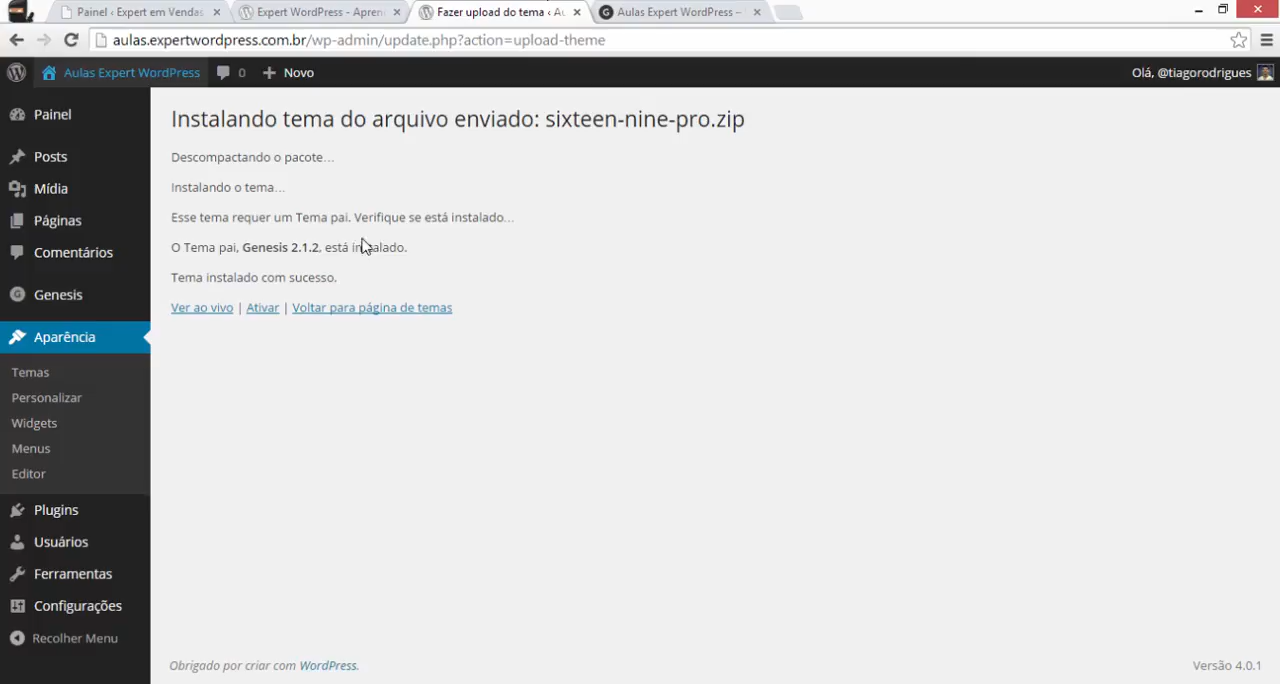 Painel ‹ Expert em Vendas
Expert WordPress - Apren
Fazer upload do tema ‹ Au
Aulas Expert WordPress –
aulas.expertwordpress.com.br/wp-admin/update.php?action=upload-theme
Aulas Expert WordPress 0 + Novo
Olá, @tiagorodrigues
Painel
Posts
Mídia
Páginas
Comentários
Genesis
Aparência
Temas
Personalizar
Widgets
Menus
Editor
Plugins
Usuários
Ferramentas
Configurações
Recolher Menu
Instalando tema do arquivo enviado: sixteen-nine-pro.zip
Descompactando o pacote…
Instalando o tema…
Esse tema requer um Tema pai. Verifique se está instalado…
O Tema pai, Genesis 2.1.2, está instalado.
Tema instalado com sucesso.
Ver ao vivo | Ativar | Voltar para página de temas
Obrigado por criar com WordPress.
Versão 4.0.1